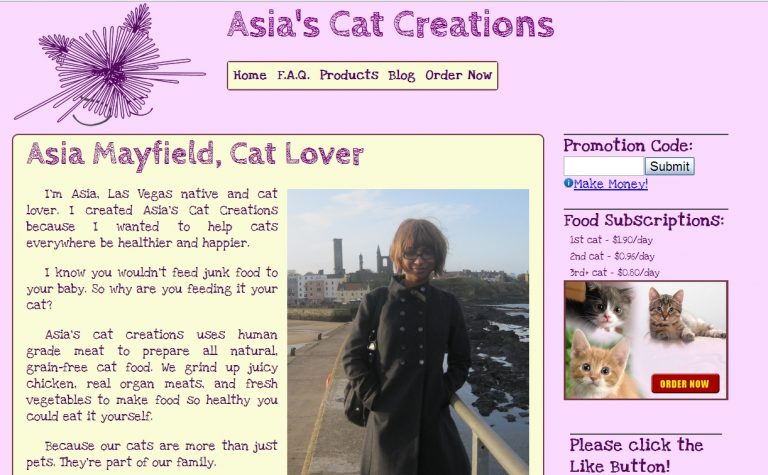 Asia's Cat Creations
Home F.A.Q. Products Blog Order Now
Asia Mayfield, Cat Lover
I'm Asia, Las Vegas native and cat
lover. I created Asia's Cat Creations
because I wanted to help cats
everywhere be healthier and happier.
I know you wouldn't feed junk food to
your baby. So why are you feeding it your
cat?
Asia's cat creations uses human
grade meat to prepare all natural,
grain-free cat food. We grind up juicy
chicken, real organ meats, and fresh
vegetables to make food so healthy you
could eat it yourself.
Because our cats are more than just
pets. They're part of our family.
Promotion Code:
Submit
Make Money!
Food Subscriptions:
1st cat - $1.90/day
2nd cat - $0.96/day
3rd+ cat - $0.80/day
ORDER NOW
Please click the
Like Button!